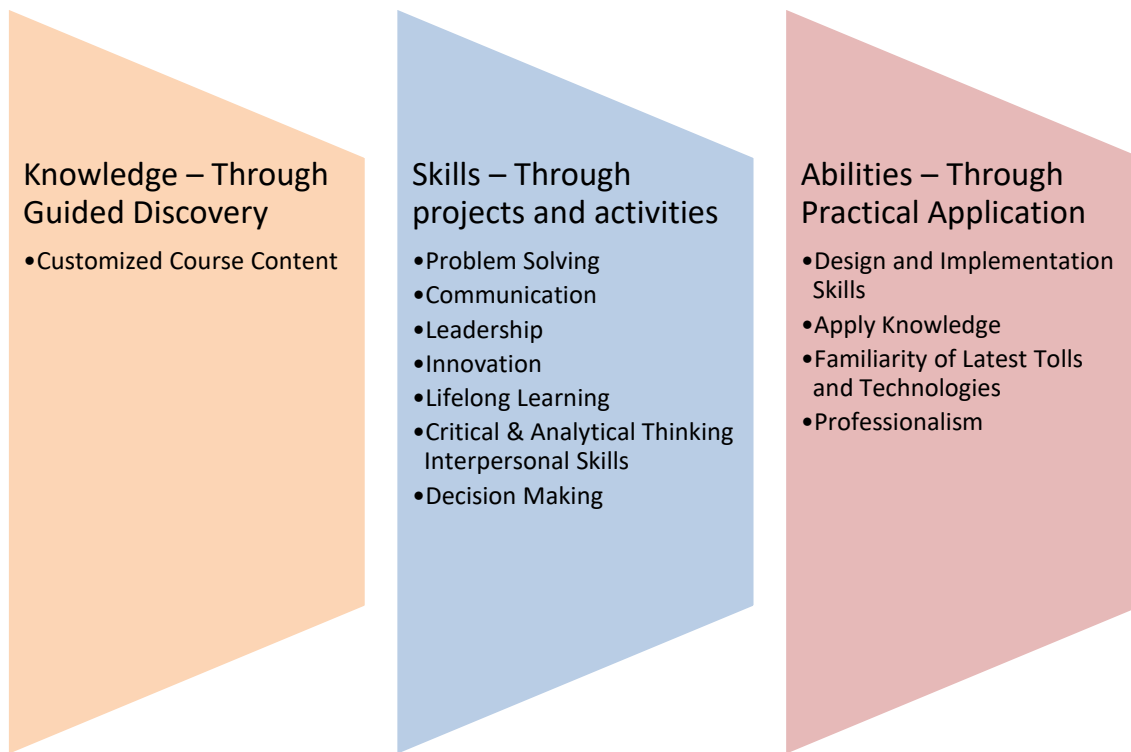 Knowledge – Through
Guided Discovery
•Customized Course Content
Skills – Through
projects and activities
•Problem Solving
•Communication
•Leadership
•Innovation
•Lifelong Learning
•Critical & Analytical Thinking
Interpersonal Skills
•Decision Making
Abilities – Through
Practical Application
•Design and Implementation
Skills
•Apply Knowledge
•Familiarity of Latest Tolls
and Technologies
•Professionalism